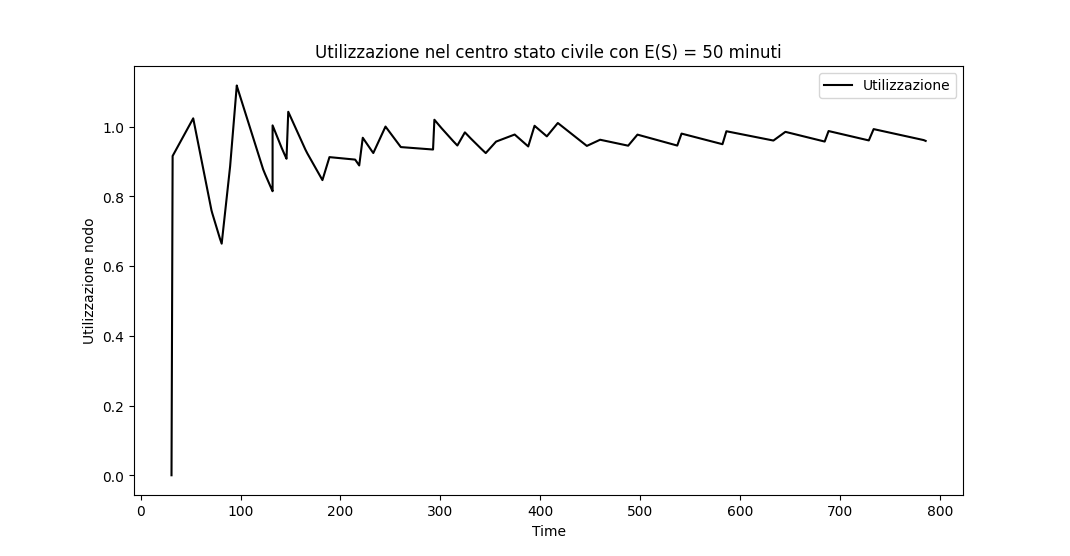 Utilizzazione nel centro stato civile con E(S) = 50 minuti
Utilizzazione
Utilizzazione nodo
1.0
0.8
0.6
0.4
0.2
0.0
0 100 200 300 400 500 600 700 800
Time